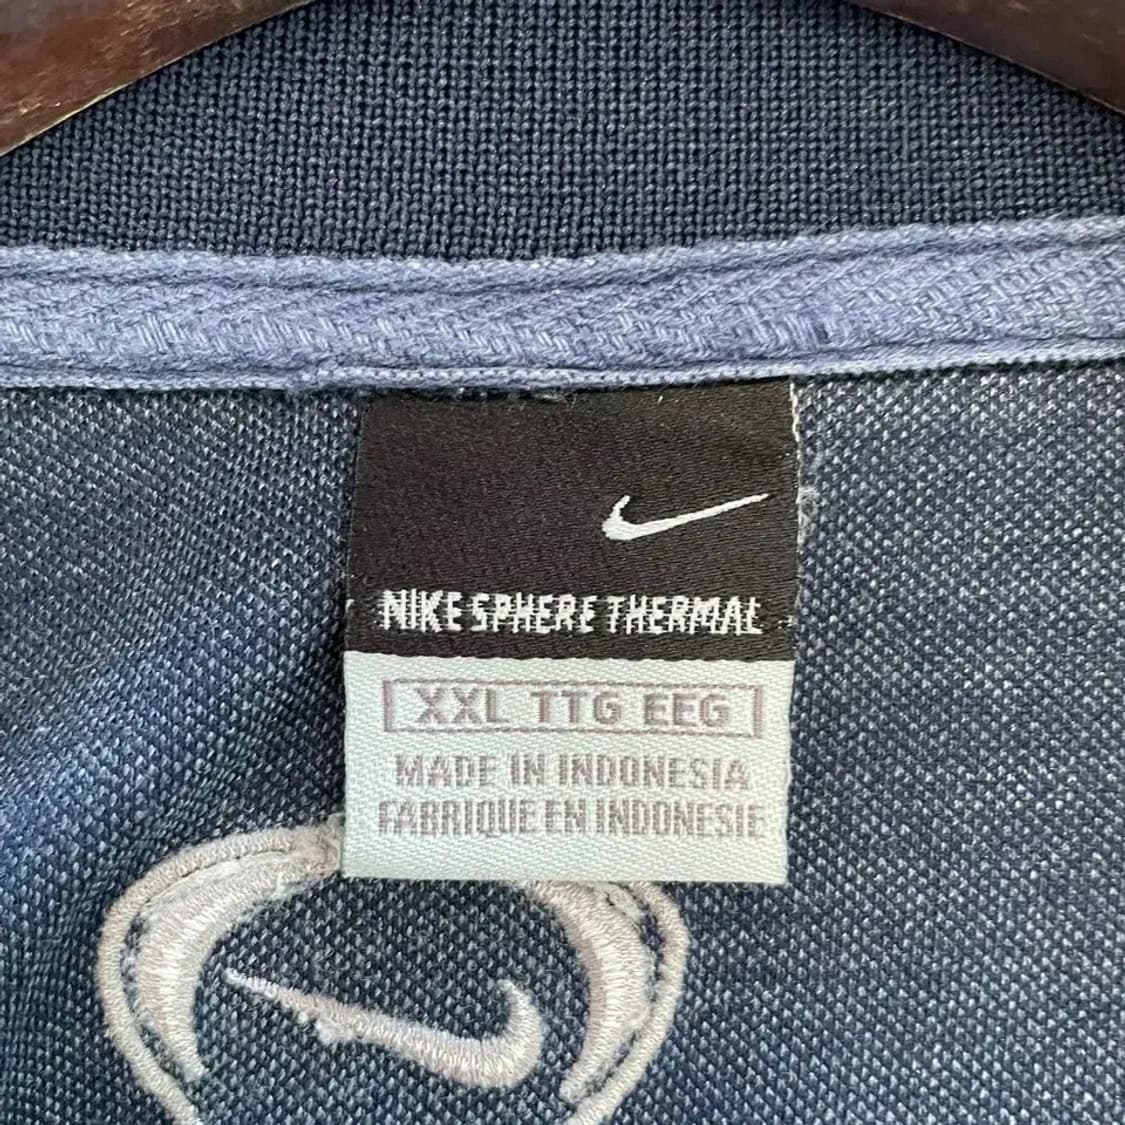 NIKE SPHERE THERMAL
XXL TTG EEG
MADE IN INDONESIA
FABRIQUE EN INDONESIE